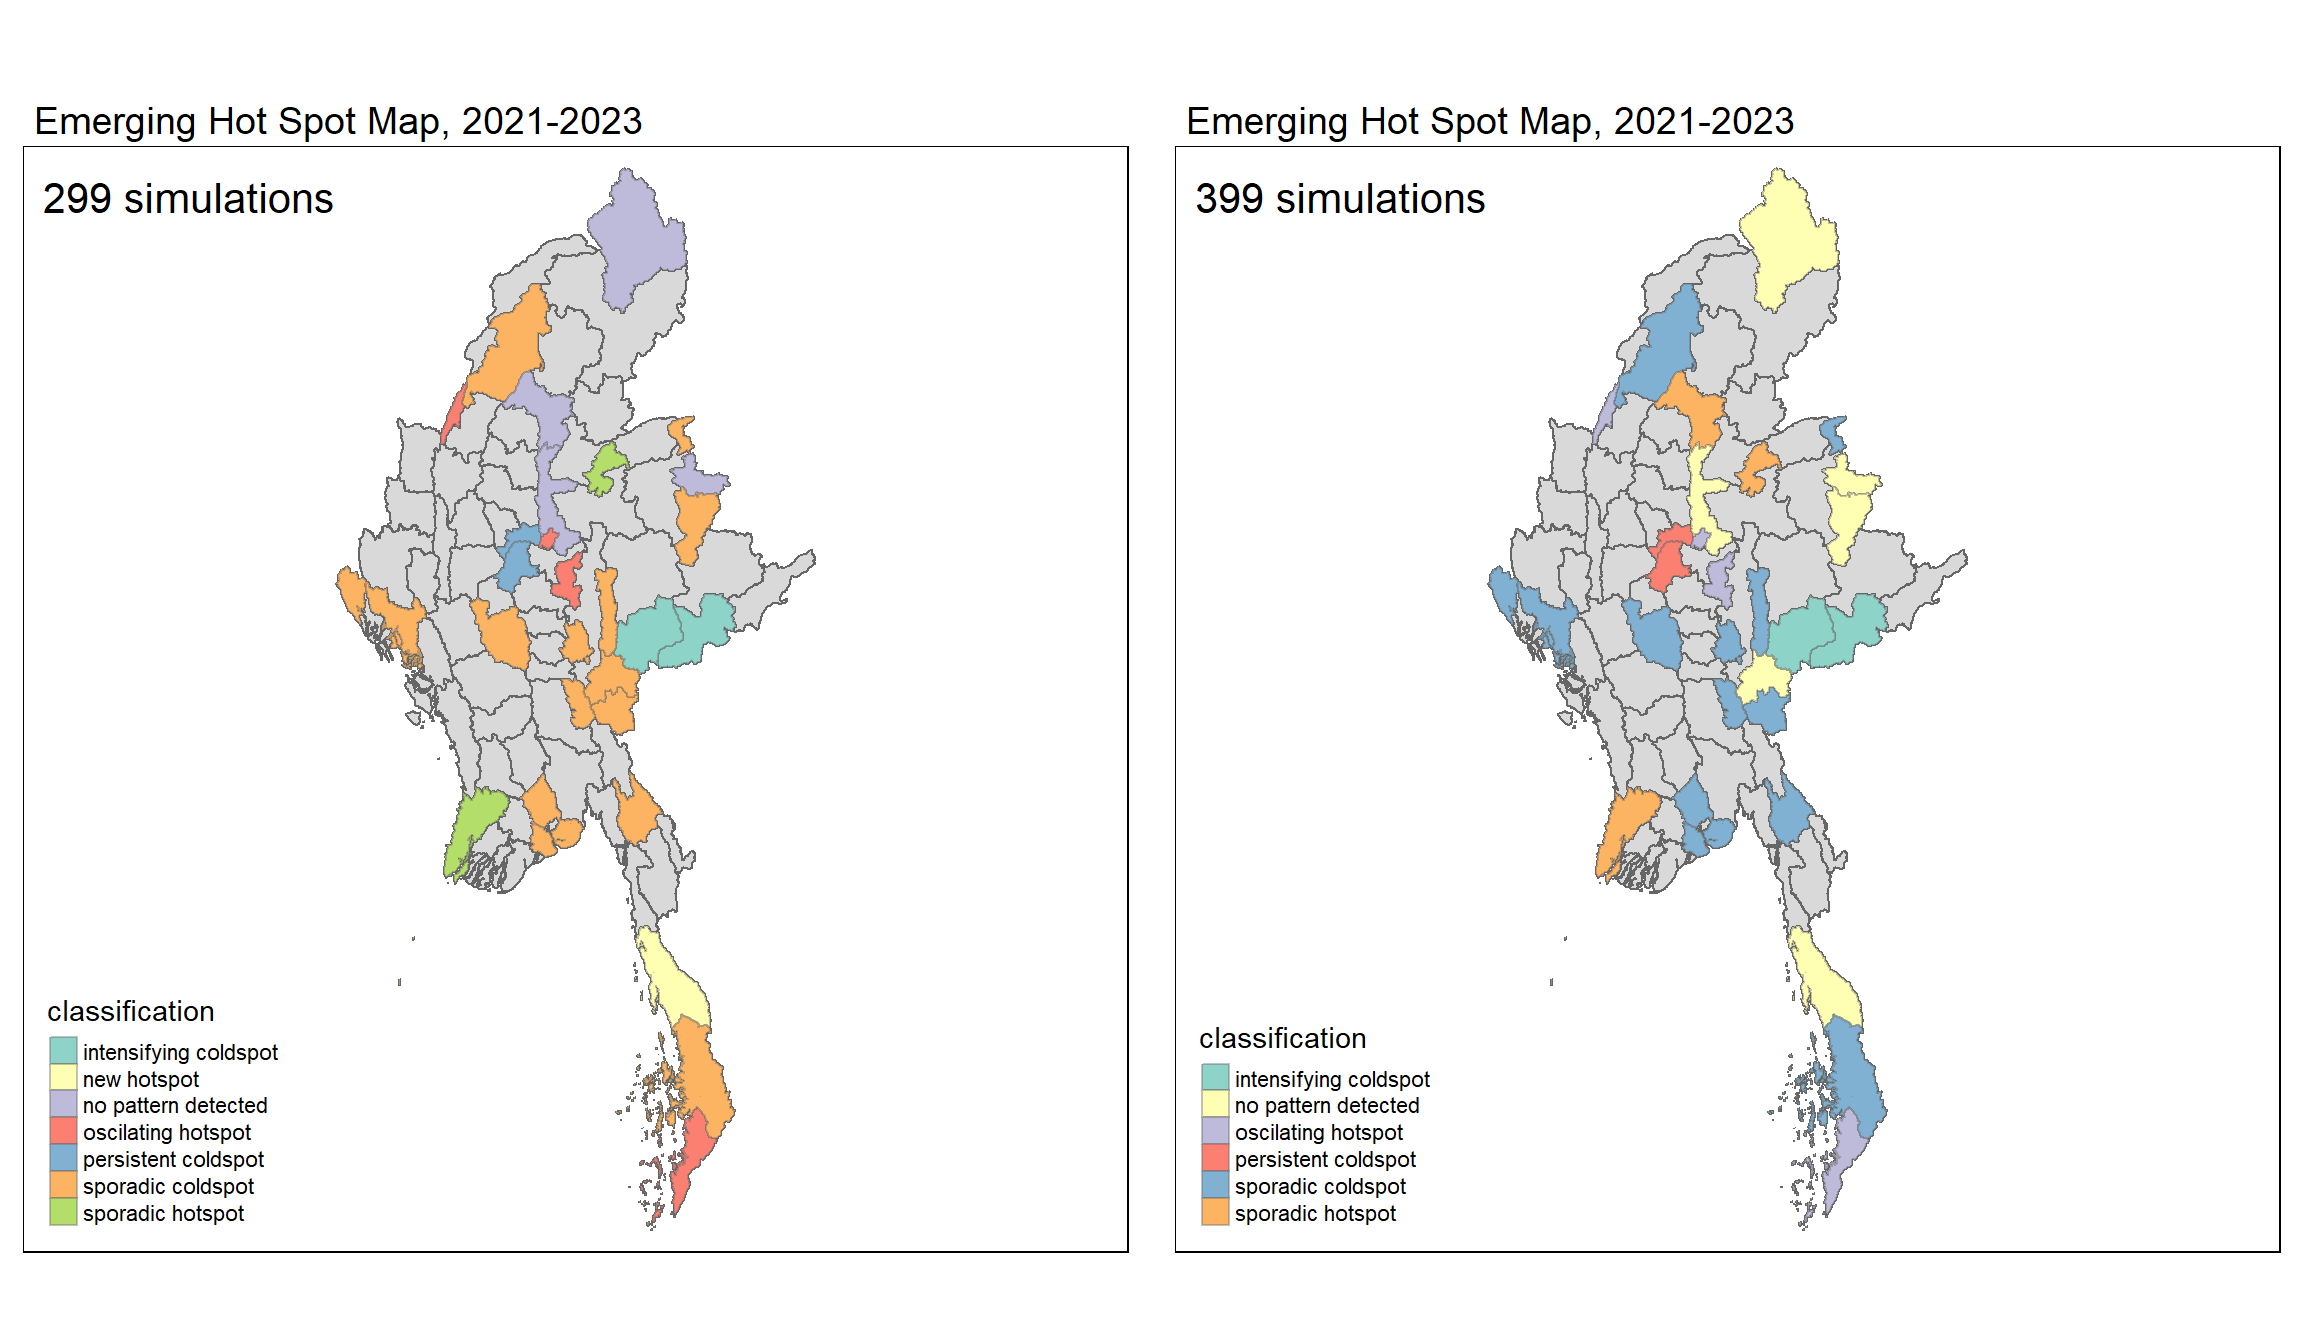 Emerging Hot Spot Map, 2021-2023
299 simulations
classification
intensifying coldspot
new hotspot
no pattern detected
oscilating hotspot
persistent coldspot
sporadic coldspot
sporadic hotspot
Emerging Hot Spot Map, 2021-2023
399 simulations
classification
intensifying coldspot
no pattern detected
oscilating hotspot
persistent coldspot
sporadic coldspot
sporadic hotspot